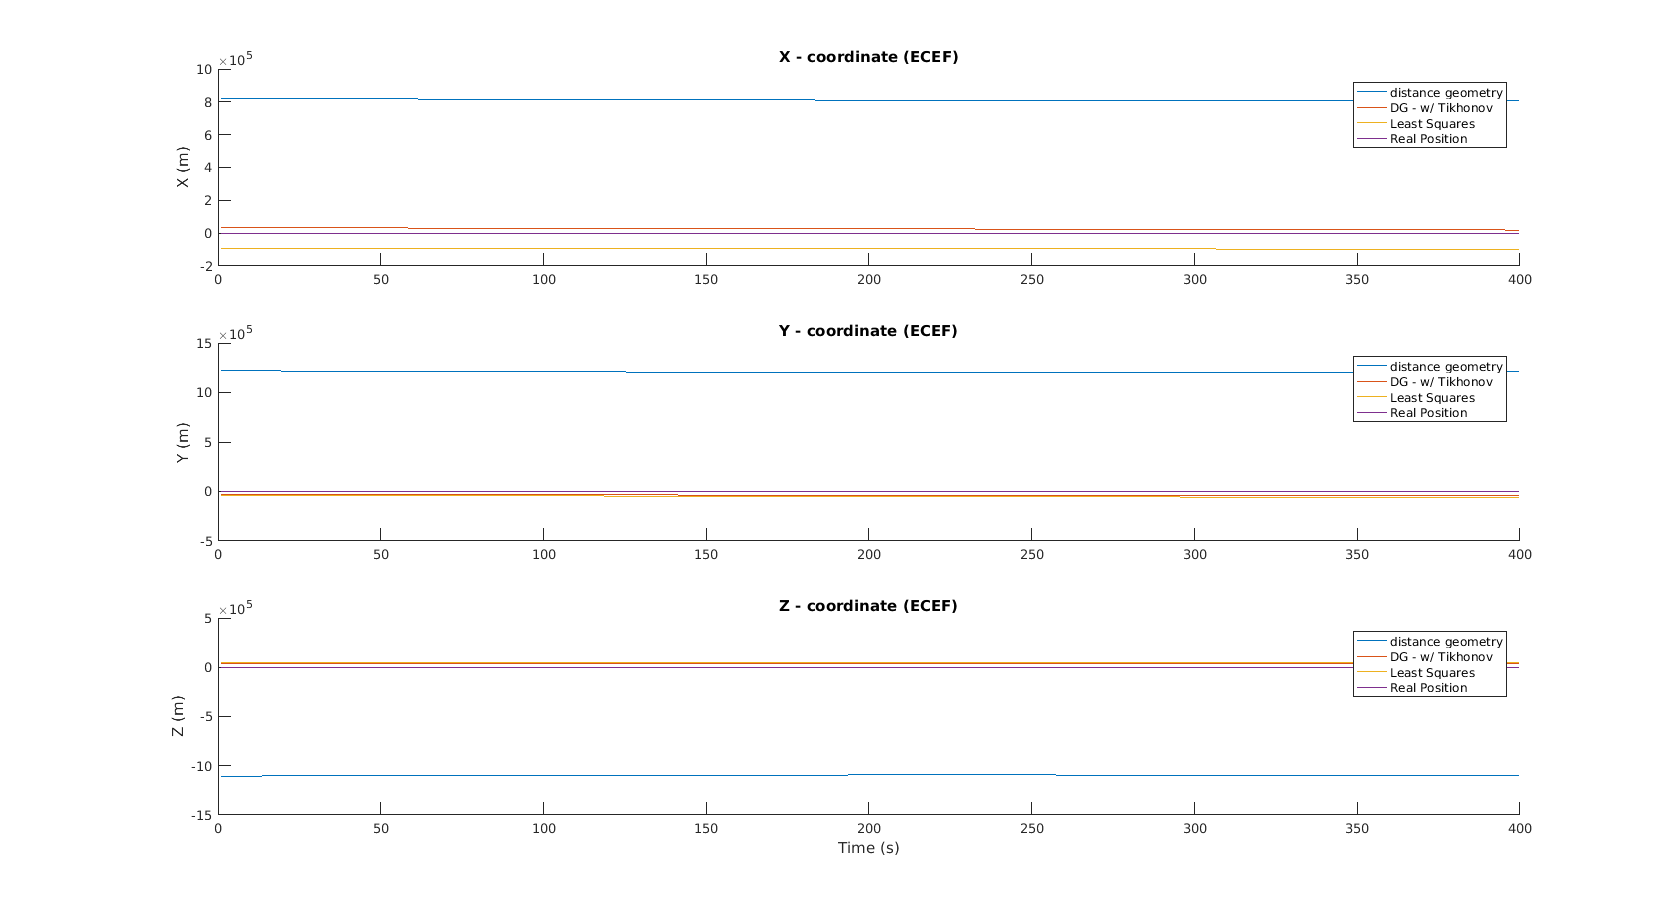 X - coordinate (ECEF)
×10^5
10
8
6
4
2
0
-2
X (m)
0 50 100 150 200 250 300 350 400
distance geometry
DG - w/ Tikhonov
Least Squares
Real Position
Y - coordinate (ECEF)
×10^5
15
10
5
0
-5
Y (m)
0 50 100 150 200 250 300 350 400
distance geometry
DG - w/ Tikhonov
Least Squares
Real Position
Z - coordinate (ECEF)
×10^5
5
0
-5
-10
-15
Z (m)
0 50 100 150 200 250 300 350 400
distance geometry
DG - w/ Tikhonov
Least Squares
Real Position
Time (s)